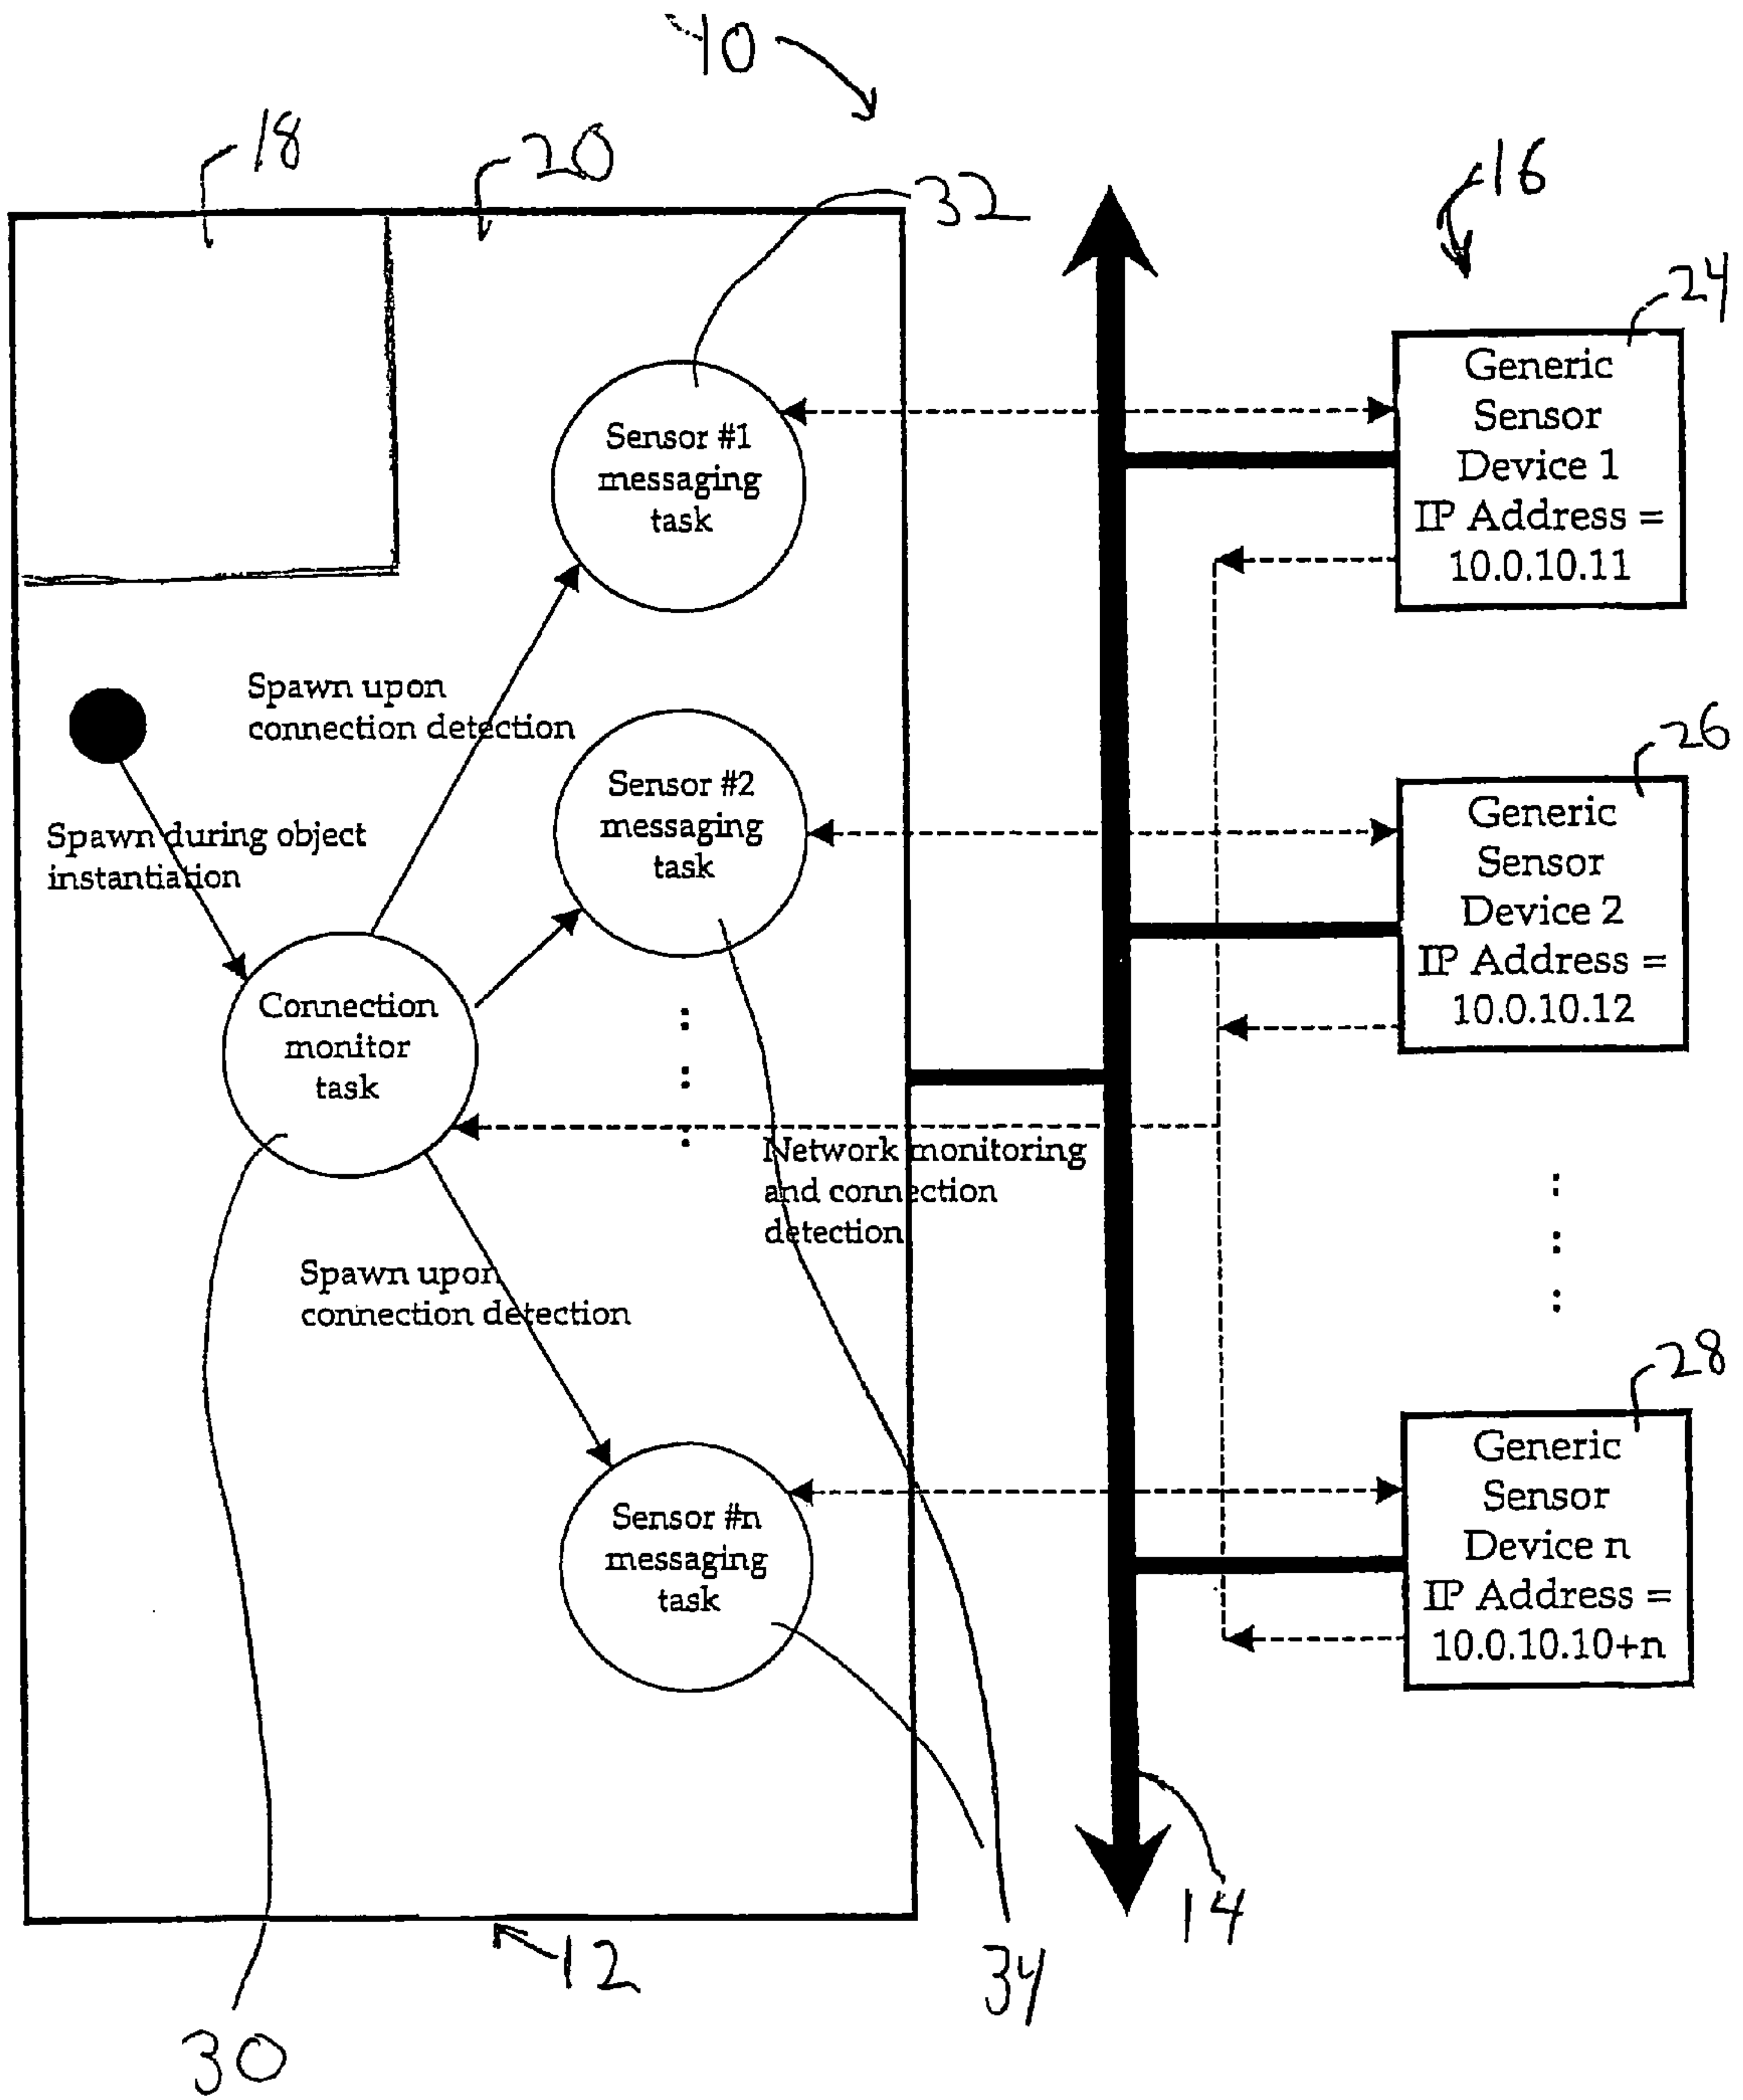 10
18
20
32
16
24
Generic
Sensor
Device 1
IP Address =
10.0.10.11
Sensor #1
messaging
task
Spawn upon
connection detection
26
Generic
Sensor
Device 2
IP Address =
10.0.10.12
Sensor #2
messaging
task
Spawn during object
instantiation
Connection
monitor
task
Network monitoring
and connection
detection
Spawn upon
connection detection
28
Generic
Sensor
Device n
IP Address =
10.0.10.10+n
Sensor #n
messaging
task
14
12
34
30